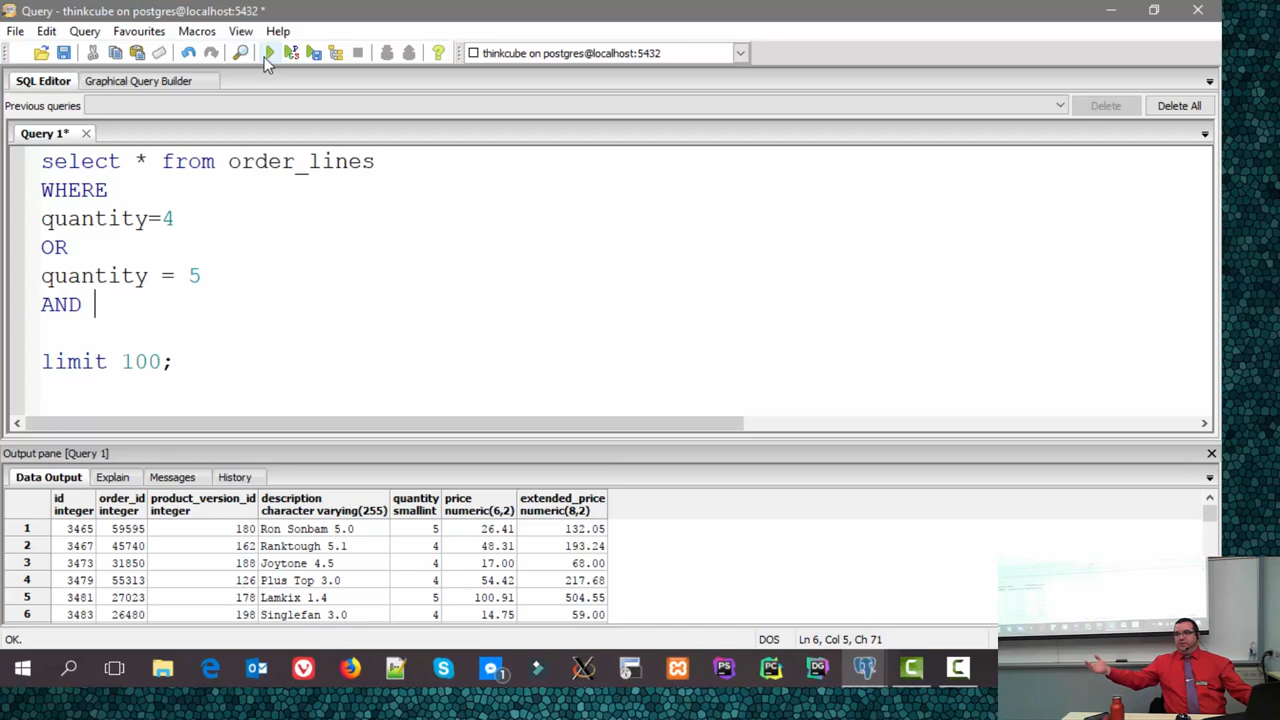 Query - thinkcube on postgres@localhost:5432 *
File Edit Query Favourites Macros View Help
thinkcube on postgres@localhost:5432
SQL Editor Graphical Query Builder
Previous queries Delete Delete All
Query 1*
select * from order_lines
WHERE
quantity=4
OR
quantity = 5
AND
limit 100;
Output pane [Query 1]
Data Output Explain Messages History
id order_id product_version_id description quantity price extended_price
integer integer integer character varying(255) smallint numeric(6,2) numeric(8,2)
1 3465 59595 180 Ron Sonbam 5.0 5 26.41 132.05
2 3467 45740 162 Ranktough 5.1 4 48.31 193.24
3 3473 31850 188 Joytone 4.5 4 17.00 68.00
4 3479 55313 126 Plus Top 3.0 4 54.42 217.68
5 3481 27023 178 Lamkix 1.4 5 100.91 504.55
6 3483 26480 198 Singlefan 3.0 4 14.75 59.00
OK. DOS Ln 6, Col 5, Ch 71
1 PS PC DG